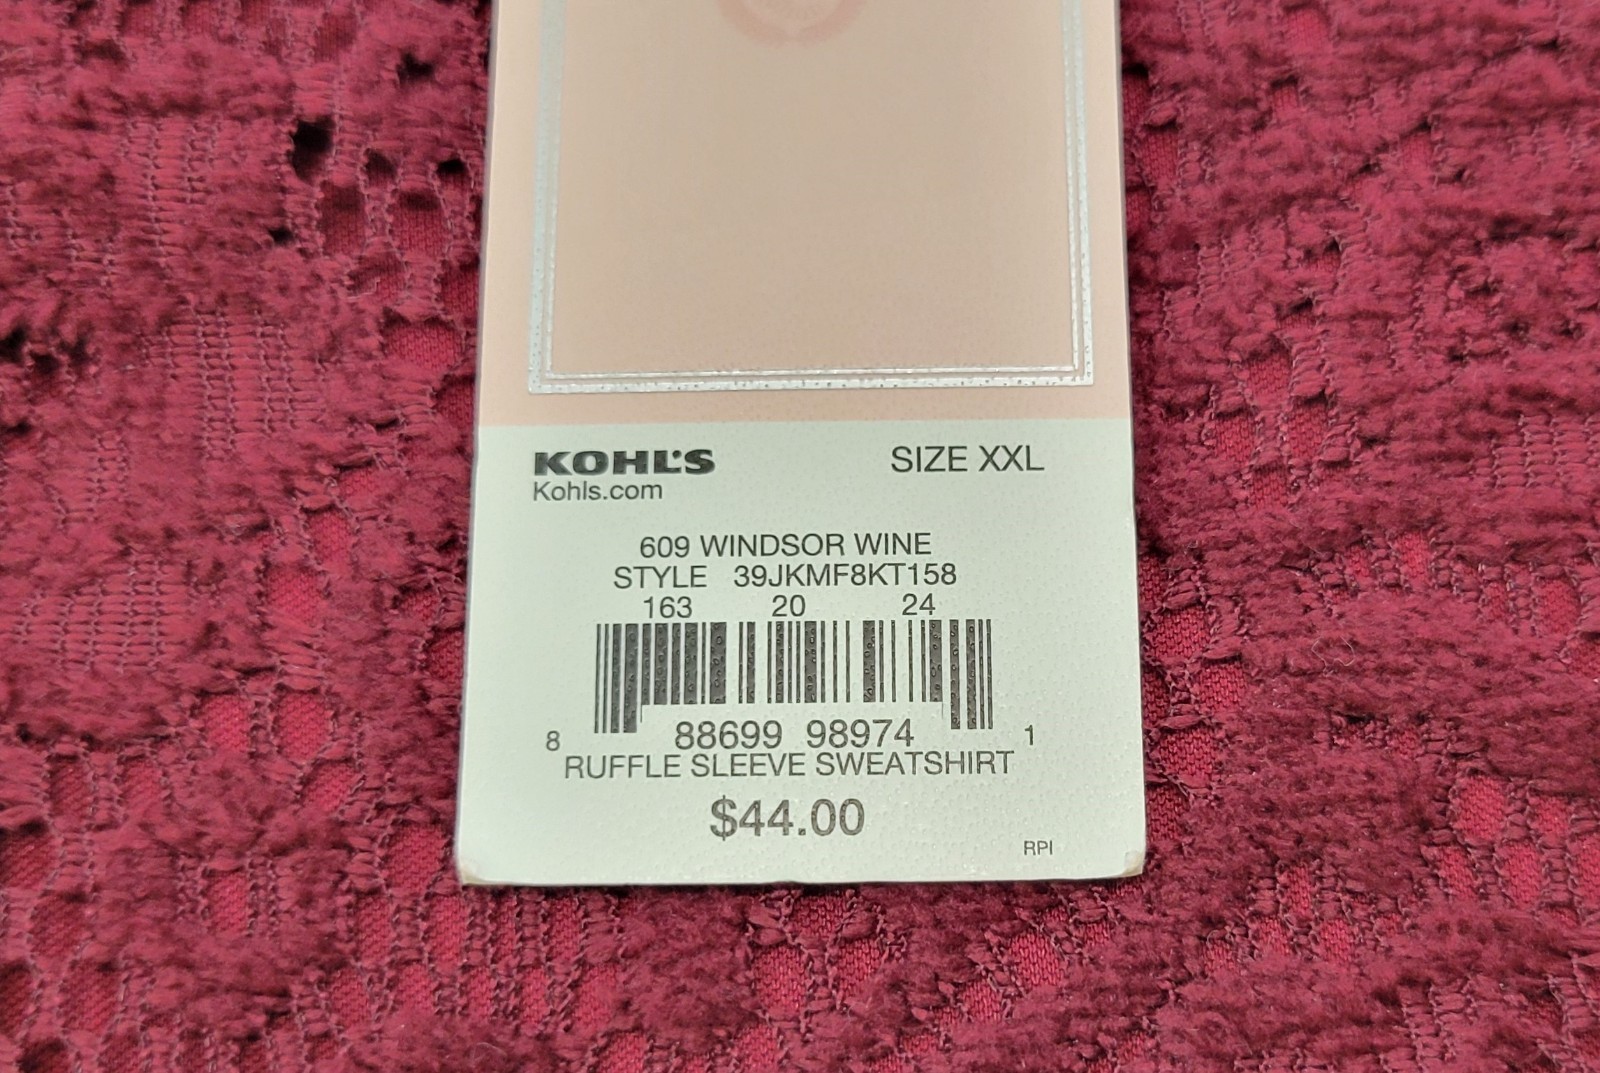 KOHL'S SIZE XXL
Kohls.com
609 WINDSOR WINE
STYLE 39JKMF8KT158
163 20 24
8 88699 98974 1
RUFFLE SLEEVE SWEATSHIRT
$44.00
RPI